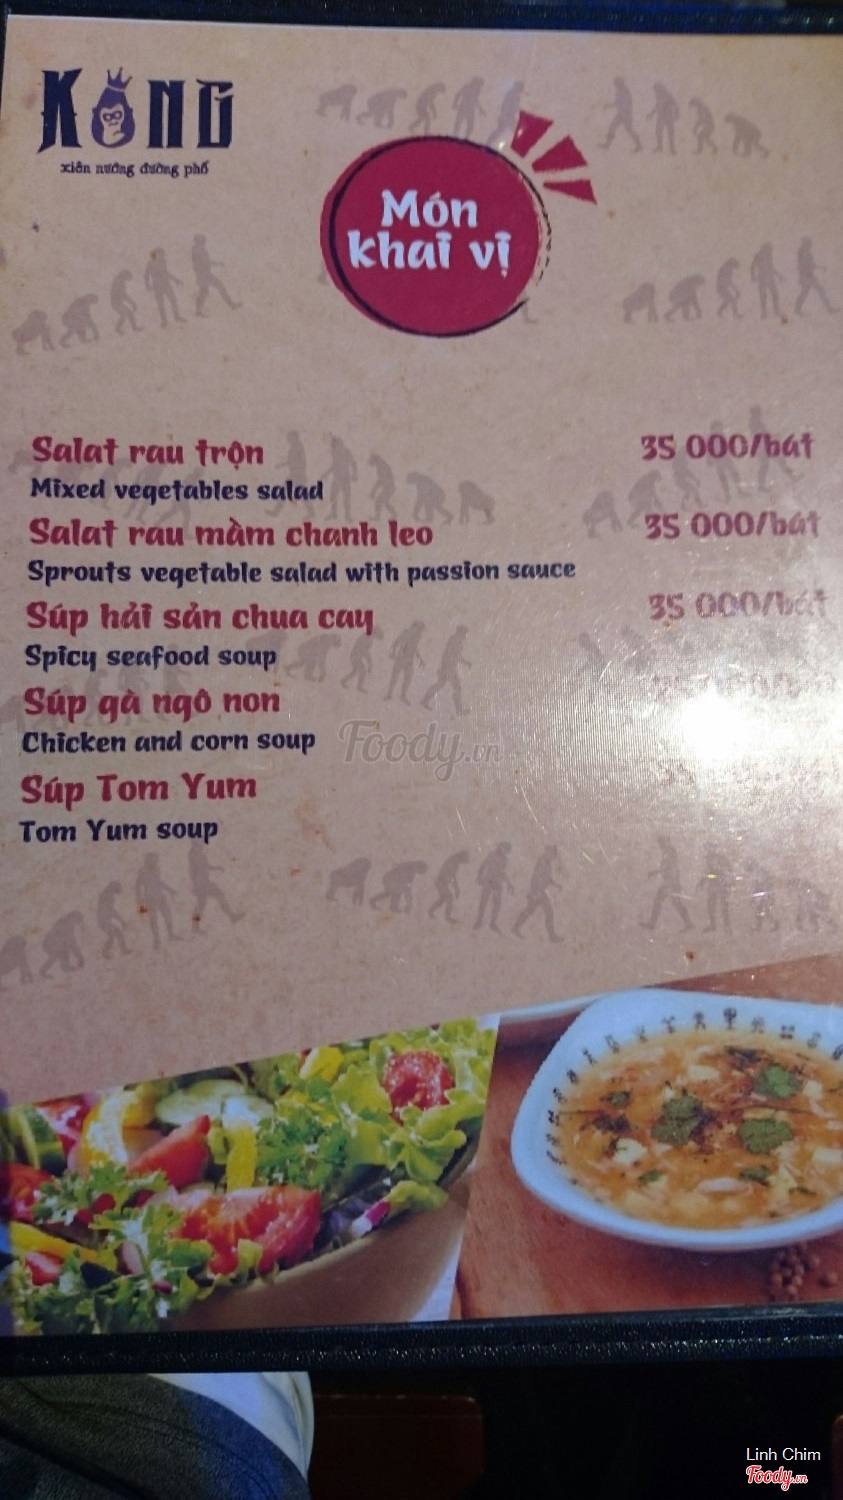 KONG
xiên nướng đường phố
Món
khai vị
Salat rau trộn 35 000/bát
Mixed vegetables salad
Salat rau mầm chanh leo 35 000/bát
Sprouts vegetable salad with passion sauce
Súp hải sản chua cay 35 000/bát
Spicy seafood soup
Súp gà ngô non
Chicken and corn soup
Foody.vn
Súp Tom Yum
Tom Yum soup
Linh Chim
Foody.vn